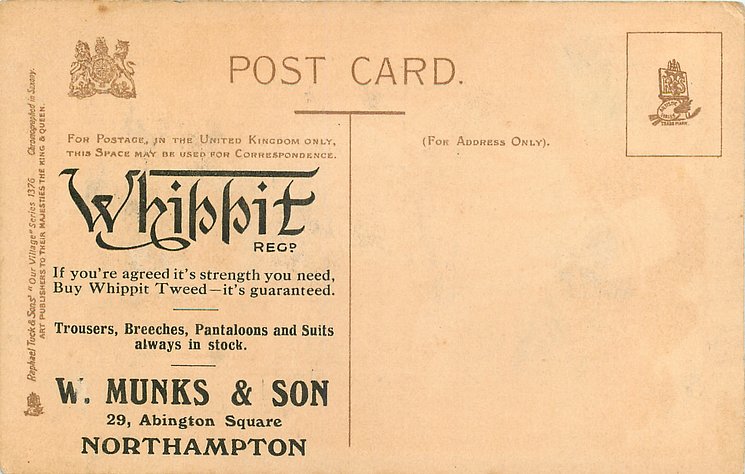 POST CARD.
FOR POSTAGE, IN THE UNITED KINGDOM ONLY,
THIS SPACE MAY BE USED FOR CORRESPONDENCE.
(FOR ADDRESS ONLY).
TRADE MARK.
Whippit
REGD
If you're agreed it's strength you need,
Buy Whippit Tweed—it's guaranteed.
Trousers, Breeches, Pantaloons and Suits
always in stock.
W. MUNKS & SON
29, Abington Square
NORTHAMPTON
Raphael Tuck & Sons' "Our Village" Series 1376 Chromographed in Saxony.
ART PUBLISHERS TO THEIR MAJESTIES THE KING & QUEEN.